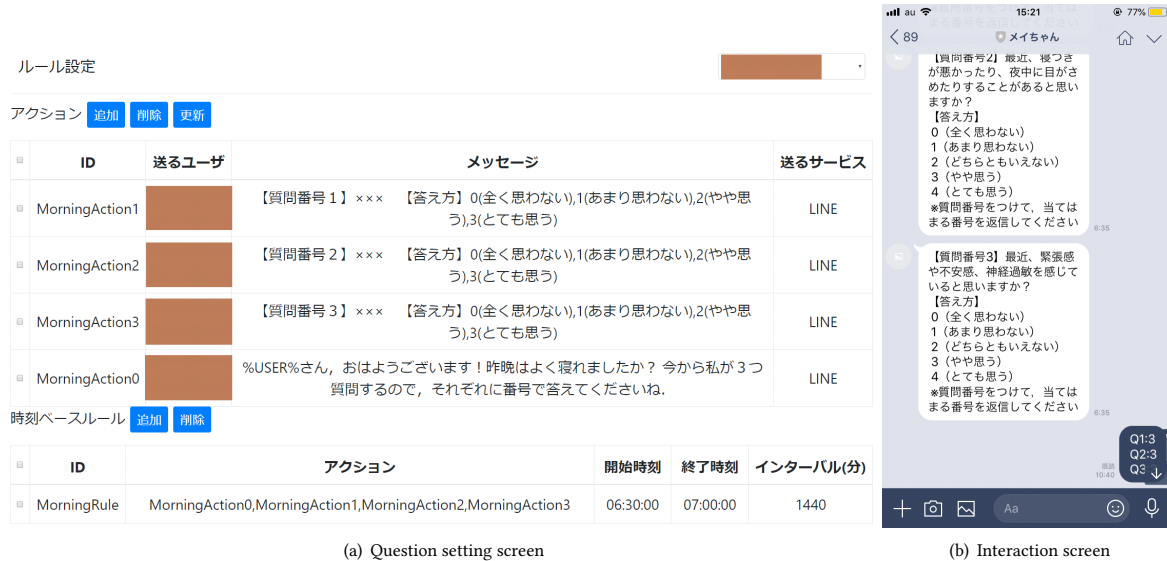 ルール設定
アクション 追加 削除 更新
ID 送るユーザ メッセージ 送るサービス
MorningAction1 【質問番号１】××× 【答え方】0(全く思わない),1(あまり思わない),2(やや思
う),3(とても思う) LINE
MorningAction2 【質問番号２】××× 【答え方】0(全く思わない),1(あまり思わない),2(やや思
う),3(とても思う) LINE
MorningAction3 【質問番号３】××× 【答え方】0(全く思わない),1(あまり思わない),2(やや思
う),3(とても思う) LINE
MorningAction0 %USER%さん，おはようございます！昨晩はよく寝れましたか？ 今から私が３つ
質問するので，それぞれに番号で答えてくださいね． LINE
時刻ベースルール 追加 削除
ID アクション 開始時刻 終了時刻 インターバル(分)
MorningRule MorningAction0,MorningAction1,MorningAction2,MorningAction3 06:30:00 07:00:00 1440
(a) Question setting screen
au 15:21 77%
89 メイちゃん
まる番号を返信してください
【質問番号2】最近、寝つき
が悪かったり、夜中に目がさ
めたりすることがあると思い
ますか？
【答え方】
0（全く思わない）
1（あまり思わない）
2（どちらともいえない）
3（やや思う）
4（とても思う）
※質問番号をつけて，当ては
まる番号を返信してください
6:35
【質問番号3】最近、緊張感
や不安感、神経過敏を感じて
いると思いますか？
【答え方】
0（全く思わない）
1（あまり思わない）
2（どちらともいえない）
3（やや思う）
4（とても思う）
※質問番号をつけて，当ては
まる番号を返信してください
6:35
Q1:3
Q2:3
Q3
既読
10:40
Aa
(b) Interaction screen